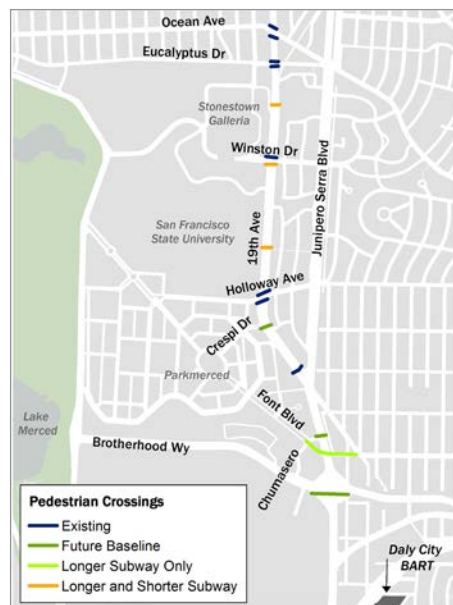 Ocean Ave
Eucalyptus Dr
Stonestown
Galleria
Winston Dr
Junipero Serra Blvd
19th Ave
San Francisco
State University
Holloway Ave
Crespi Dr
Parkmerced
Font Blvd
Lake
Merced
Brotherhood Wy
Chumasero
Pedestrian Crossings
Existing
Future Baseline
Longer Subway Only
Longer and Shorter Subway
Daly City
BART